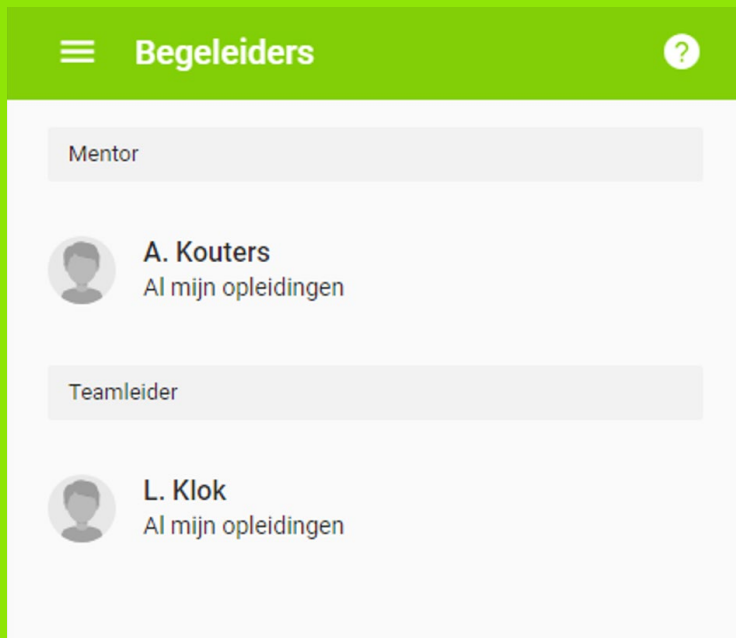 Begeleiders
Mentor
A. Kouters
Al mijn opleidingen
Teamleider
L. Klok
Al mijn opleidingen